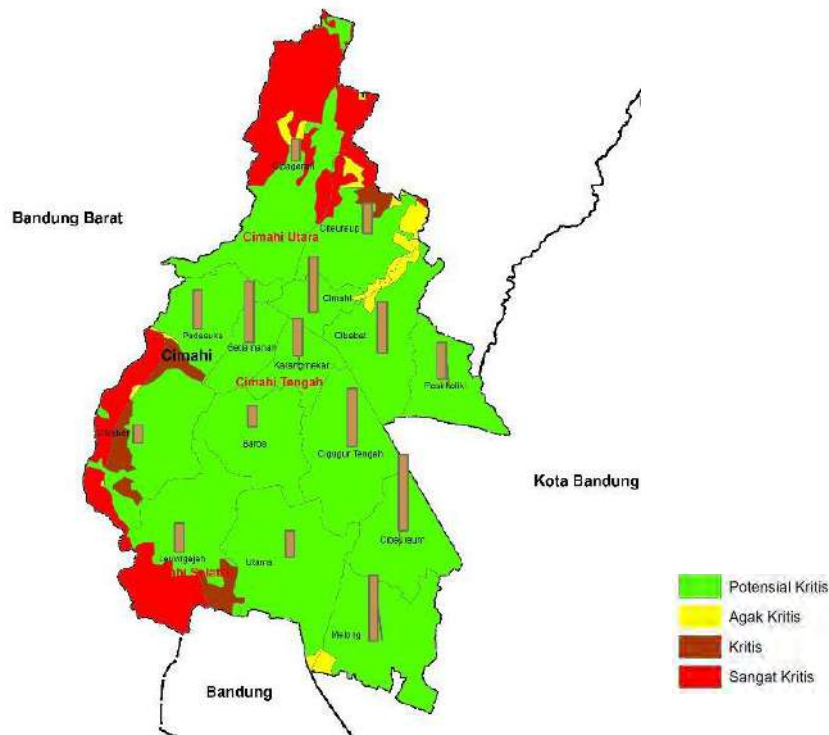 Cipageran
Bandung Barat
Citeureup
Cimahi Utara
Cimahi
Padasuka
Setiamanah
Cibabat
Cimahi
Karangmekar
Cimahi Tengah
Pasirkaliki
Baros
Cigugur Tengah
Kota Bandung
Cibeureum
Leuwigajah
Utama
Melong
Bandung
Potensial Kritis
Agak Kritis
Kritis
Sangat Kritis